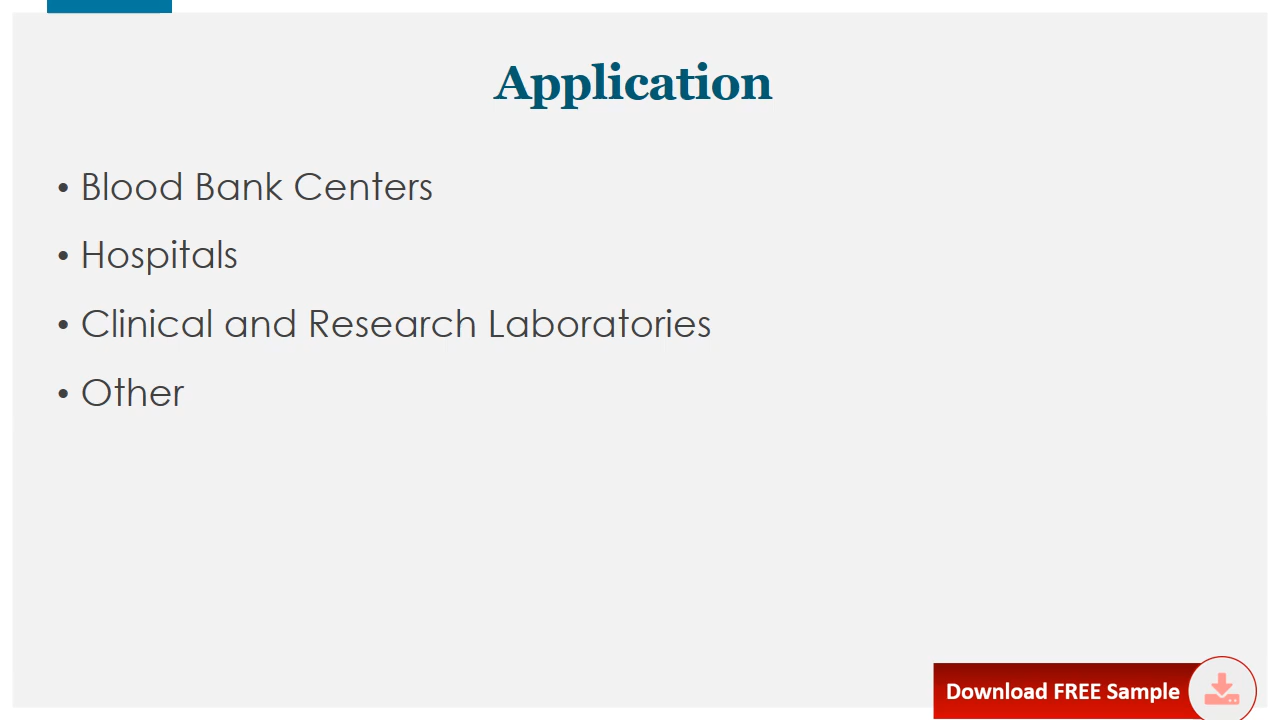 Application
• Blood Bank Centers
• Hospitals
• Clinical and Research Laboratories
• Other
Download FREE Sample